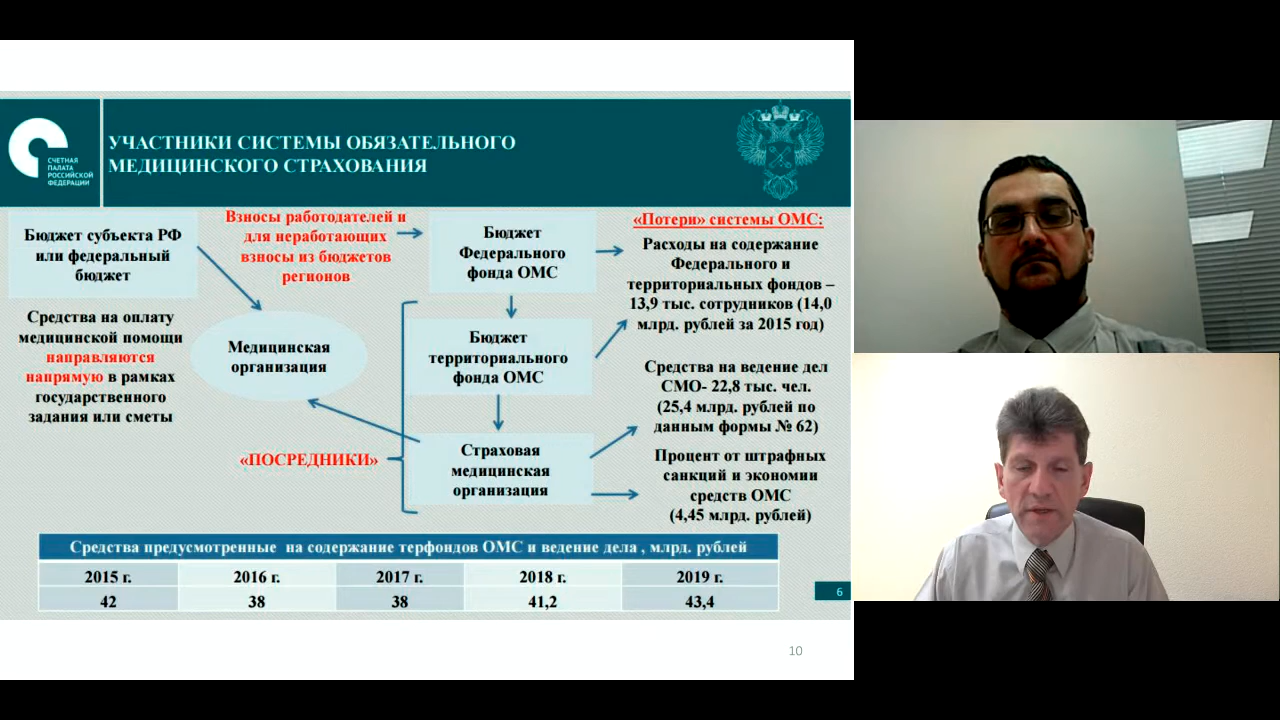 СЧЕТНАЯ
ПАЛАТА
РОССИЙСКОЙ
ФЕДЕРАЦИИ
УЧАСТНИКИ СИСТЕМЫ ОБЯЗАТЕЛЬНОГО
МЕДИЦИНСКОГО СТРАХОВАНИЯ
Бюджет субъекта РФ
или федеральный
бюджет
Взносы работодателей и
для неработающих
взносы из бюджетов
регионов
Бюджет
Федерального
фонда ОМС
«Потери» системы ОМС:
Расходы на содержание
Федерального и
территориальных фондов –
13,9 тыс. сотрудников (14,0
млрд. рублей за 2015 год)
Средства на оплату
медицинской помощи
направляются
напрямую в рамках
государственного
задания или сметы
Медицинская
организация
Бюджет
территориального
фонда ОМС
Средства на ведение дел
СМО- 22,8 тыс. чел.
(25,4 млрд. рублей по
данным формы № 62)
«ПОСРЕДНИКИ»
Страховая
медицинская
организация
Процент от штрафных
санкций и экономии
средств ОМС
(4,45 млрд. рублей)
Средства предусмотренные на содержание терфондов ОМС и ведение дела , млрд. рублей
2015 г. 2016 г. 2017 г. 2018 г. 2019 г.
42 38 38 41,2 43,4
6
10